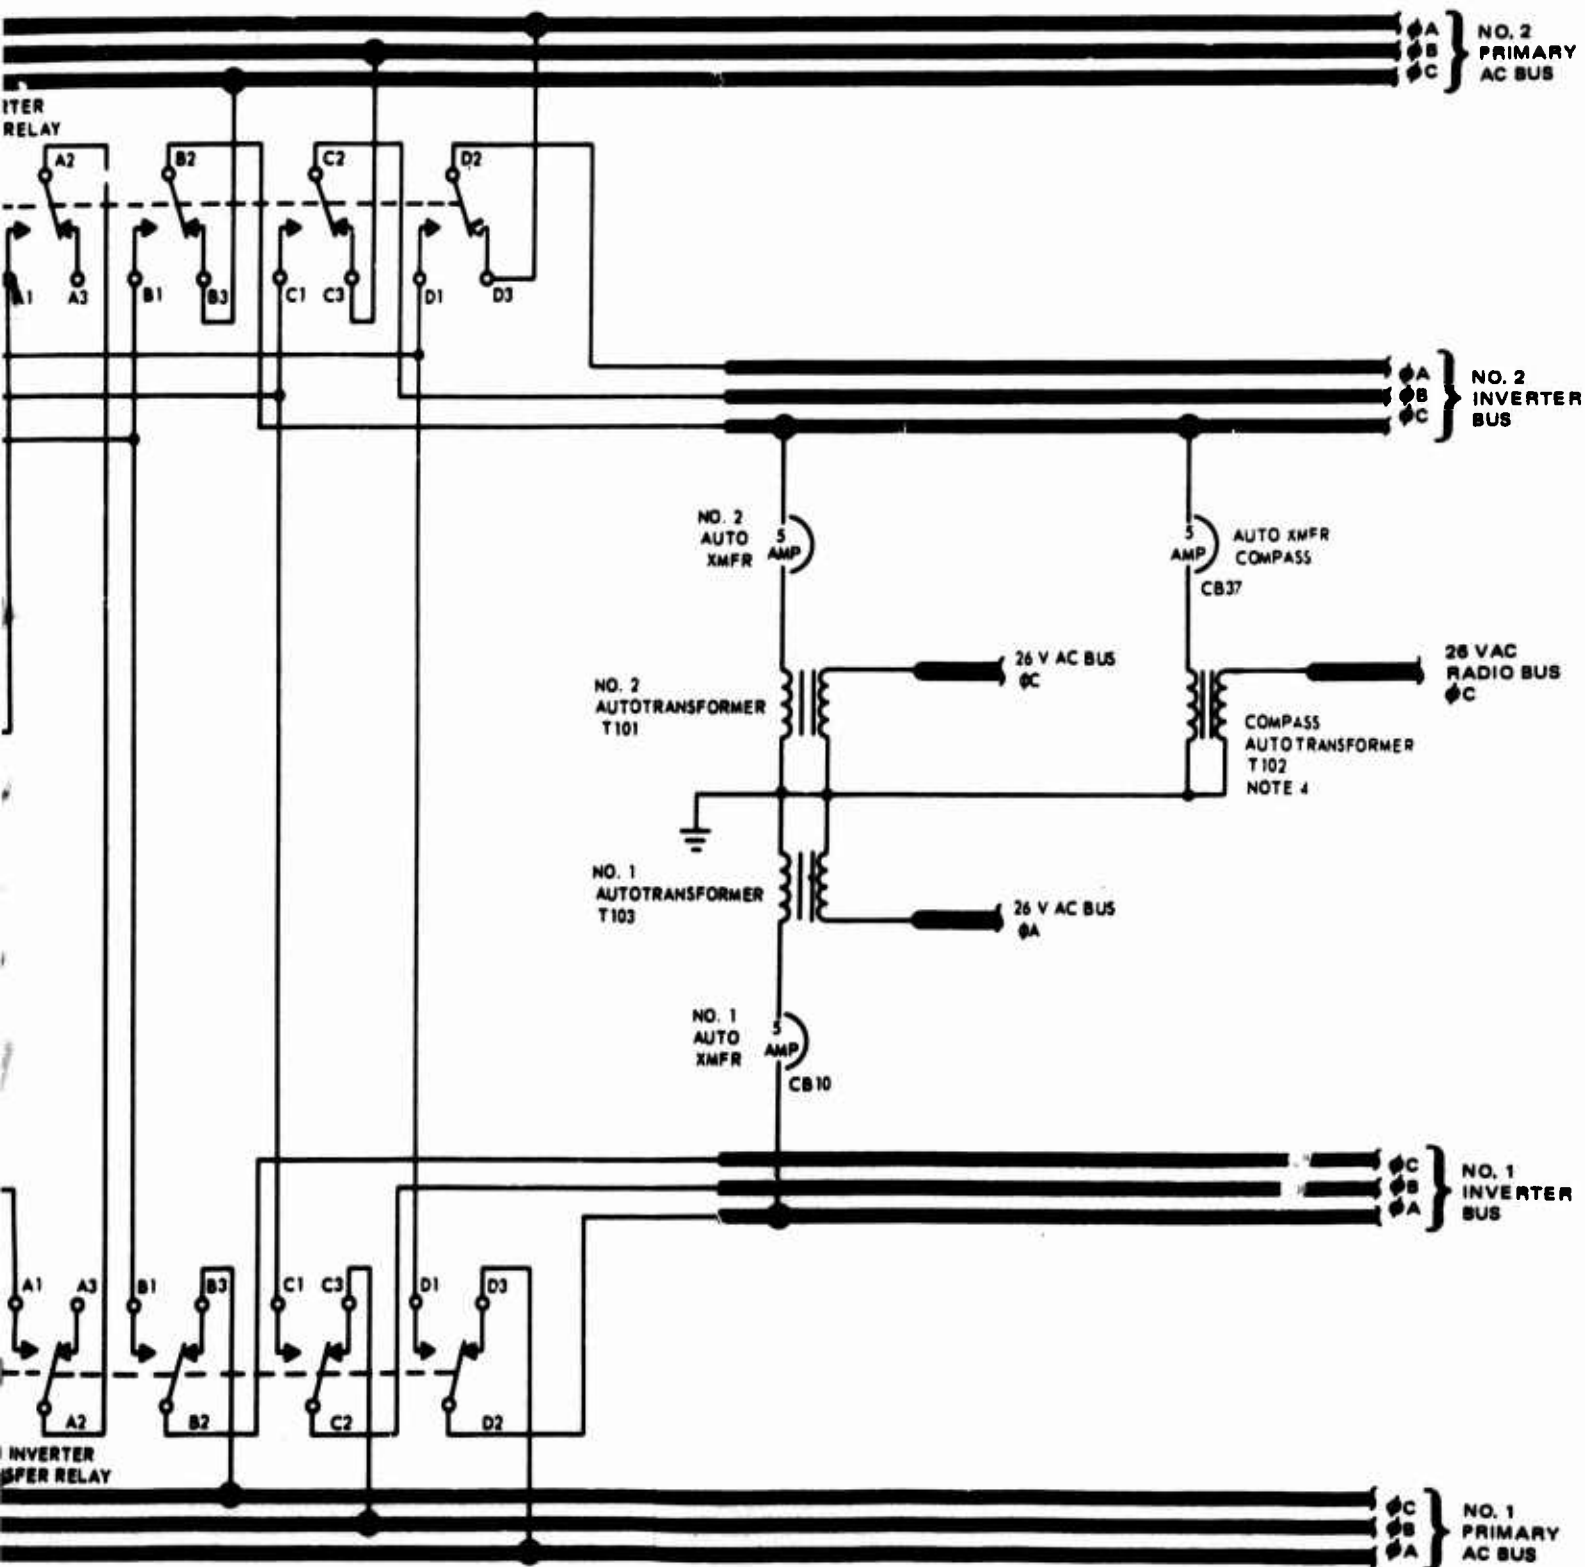 φA
φB
φC
NO. 2
PRIMARY
AC BUS
RELAY
A2
B2
C2
D2
A1
A3
B1
B3
C1
C3
D1
D3
φA
φB
φC
NO. 2
INVERTER
BUS
NO. 2
AUTO
XMFR
5
AMP
5
AMP
AUTO XMFR
COMPASS
CB37
NO. 2
AUTOTRANSFORMER
T101
26 V AC BUS
φC
26 VAC
RADIO BUS
φC
COMPASS
AUTOTRANSFORMER
T102
NOTE 4
NO. 1
AUTOTRANSFORMER
T103
26 V AC BUS
φA
NO. 1
AUTO
XMFR
5
AMP
CB10
φC
φB
φA
NO. 1
INVERTER
BUS
A1
A3
B1
B3
C1
C3
D1
D3
A2
B2
C2
D2
INVERTER
SFER RELAY
φC
φB
φA
NO. 1
PRIMARY
AC BUS